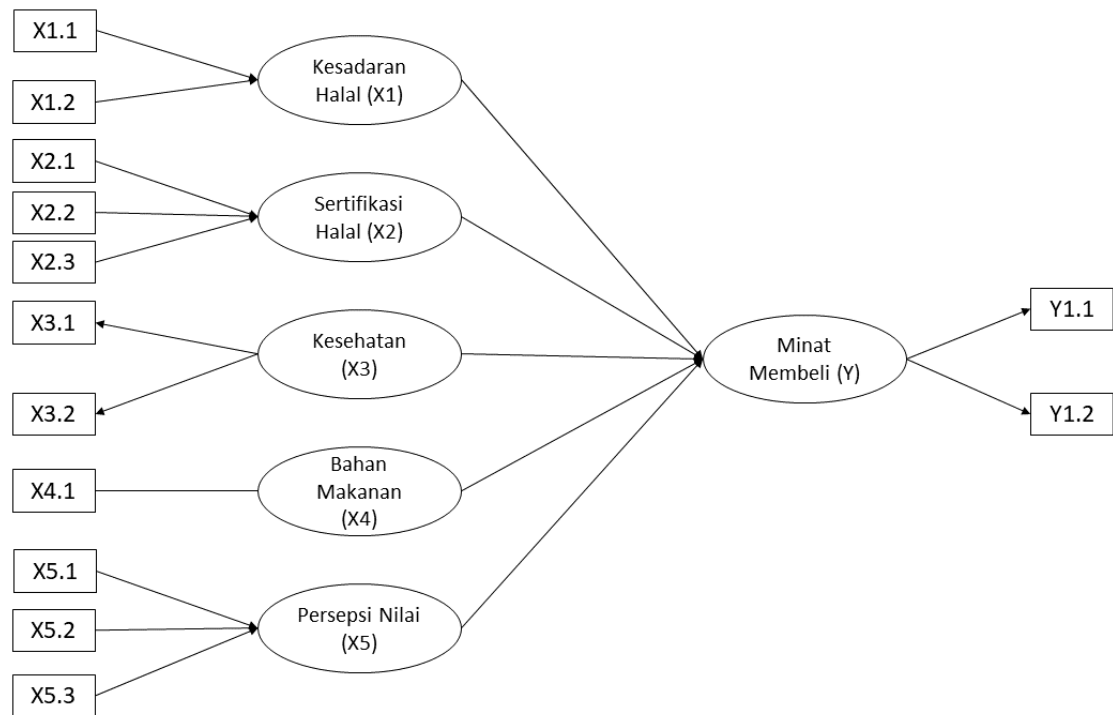 X1.1
X1.2
X2.1
X2.2
X2.3
X3.1
X3.2
X4.1
X5.1
X5.2
X5.3
Kesadaran
Halal (X1)
Sertifikasi
Halal (X2)
Kesehatan
(X3)
Bahan
Makanan
(X4)
Persepsi Nilai
(X5)
Minat
Membeli (Y)
Y1.1
Y1.2